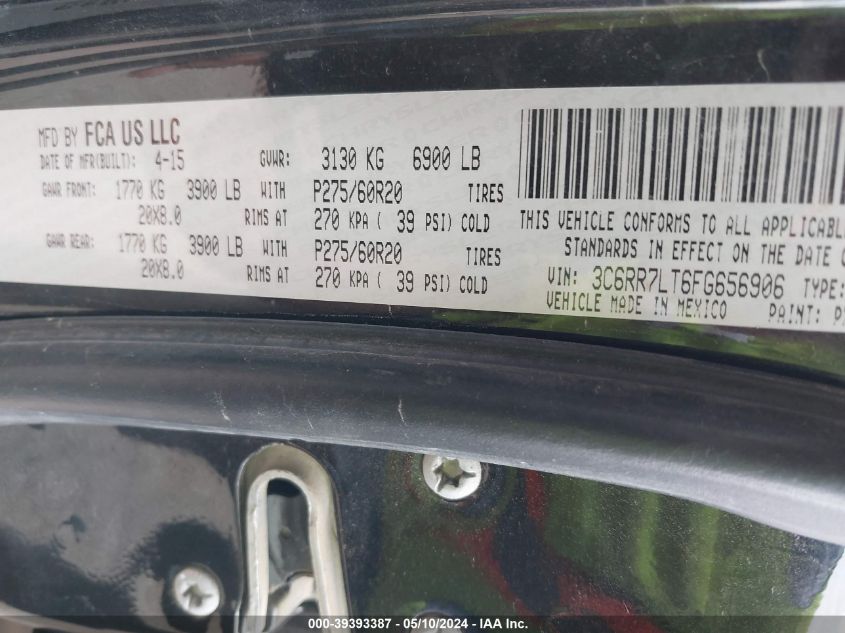 MFD BY FCA US LLC
DATE OF MFR(BUILT): 4-15 GVWR: 3130 KG 6900 LB
GAWR FRONT: 1770 KG 3900 LB WITH P275/60R20 TIRES
20X8.0 RIMS AT 270 KPA ( 39 PSI) COLD
GAWR REAR: 1770 KG 3900 LB WITH P275/60R20 TIRES
20X8.0 RIMS AT 270 KPA ( 39 PSI) COLD
THIS VEHICLE CONFORMS TO ALL APPLICABL
STANDARDS IN EFFECT ON THE DATE O
VIN: 3C6RR7LT6FG656906 TYPE:
VEHICLE MADE IN MEXICO PAINT:
000-39393387 - 05/10/2024 - IAA Inc.